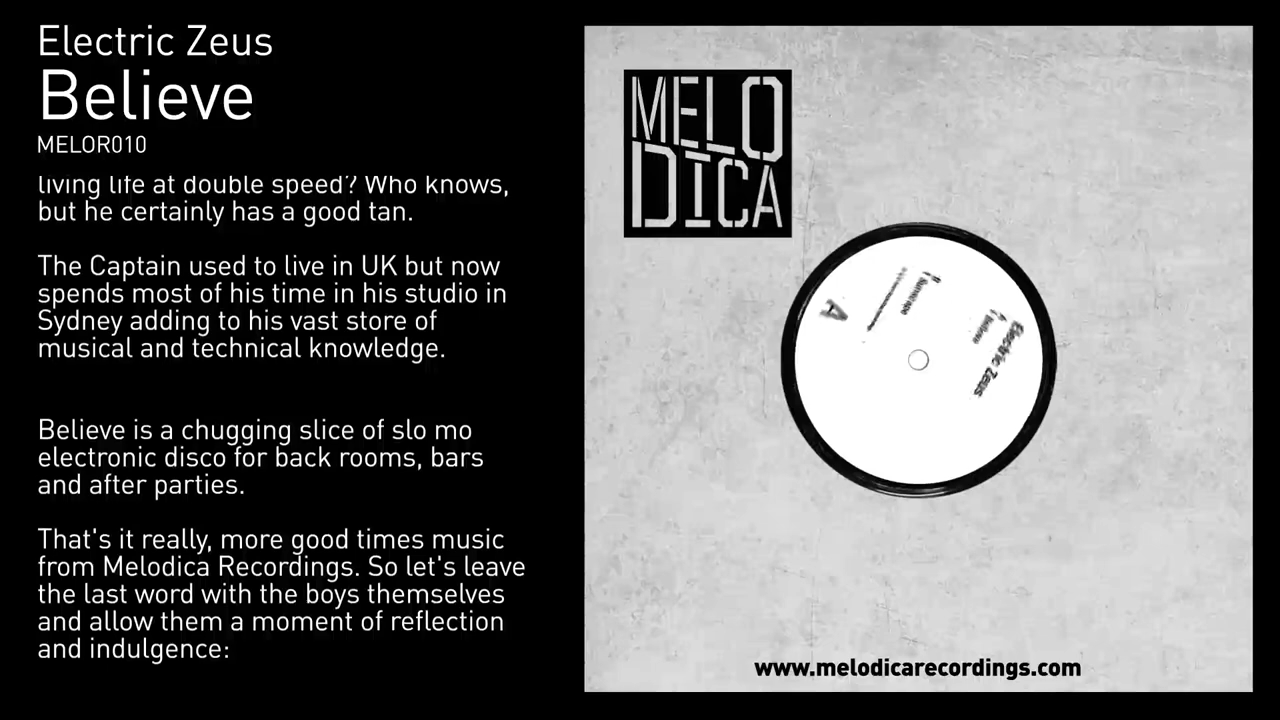 Electric Zeus
Believe
MELOR010
living life at double speed? Who knows,
but he certainly has a good tan.
The Captain used to live in UK but now
spends most of his time in his studio in
Sydney adding to his vast store of
musical and technical knowledge.
Believe is a chugging slice of slo mo
electronic disco for back rooms, bars
and after parties.
That's it really, more good times music
from Melodica Recordings. So let's leave
the last word with the boys themselves
and allow them a moment of reflection
and indulgence:
MELO
DICA
A
Electric Zeus
Believe
www.melodicarecordings.com